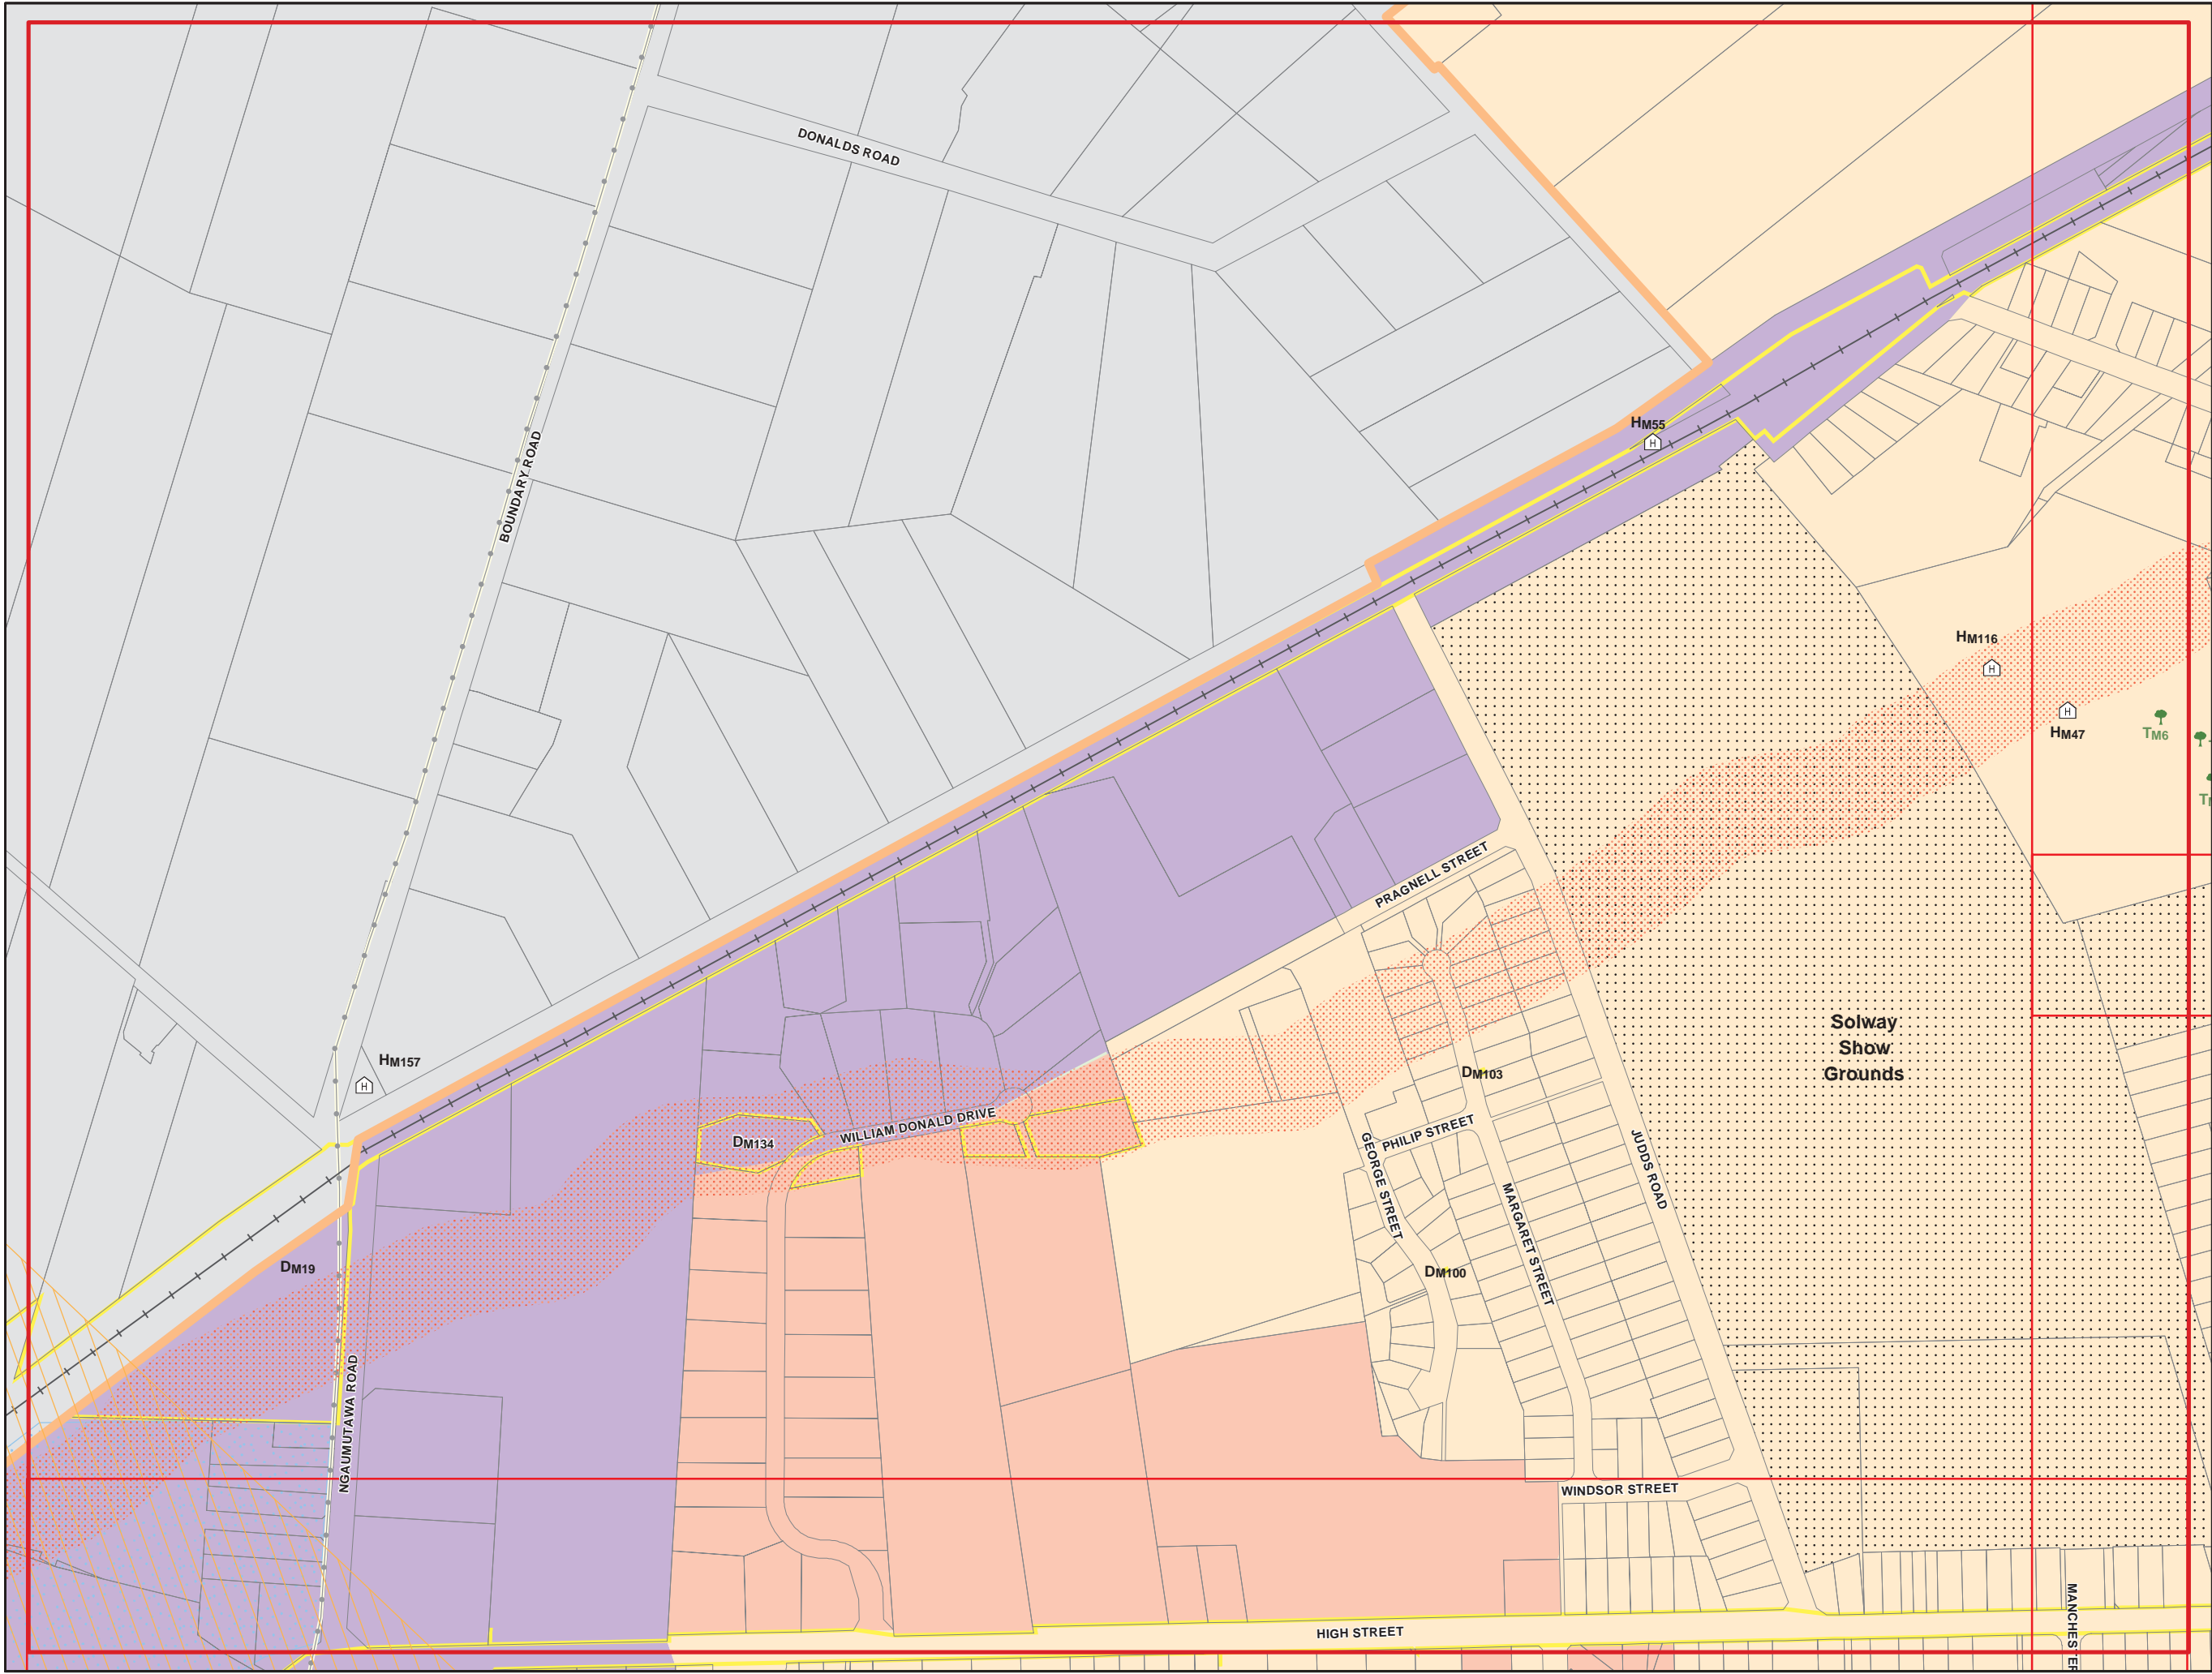 DONALDS ROAD
BOUNDARY ROAD
HM55
H
HM116
H
H
HM47
TM6
PRAGNELL STREET
Solway
Show
Grounds
HM157
H
DM103
DM134
WILLIAM DONALD DRIVE
PHILIP STREET
GEORGE STREET
JUDDS ROAD
MARGARET STREET
DM19
DM100
NGAUMUTAWA ROAD
WINDSOR STREET
HIGH STREET